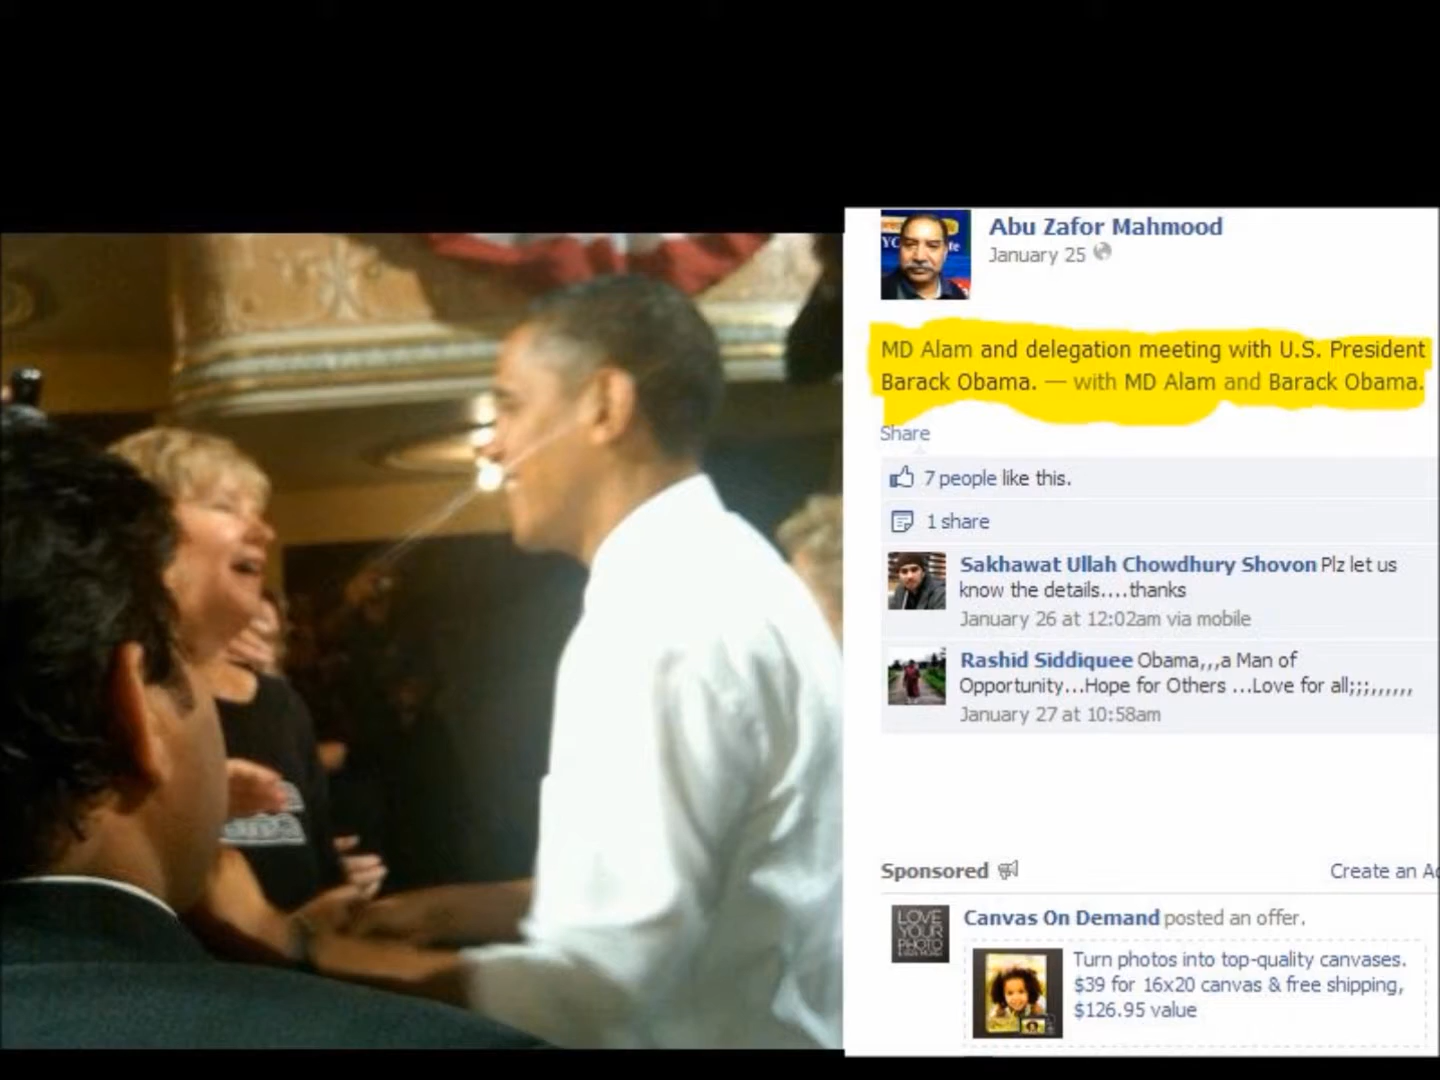 Abu Zafor Mahmood
January 25
MD Alam and delegation meeting with U.S. President
Barack Obama. — with MD Alam and Barack Obama.
Share
7 people like this.
1 share
Sakhawat Ullah Chowdhury Shovon Plz let us
know the details....thanks
January 26 at 12:02am via mobile
Rashid Siddiquee Obama,,,a Man of
Opportunity...Hope for Others ...Love for all;;;,,,,,,
January 27 at 10:58am
Sponsored
Create an Ad
Canvas On Demand posted an offer.
LOVE
YOUR
PHOTO
Turn photos into top-quality canvases.
$39 for 16x20 canvas & free shipping,
$126.95 value